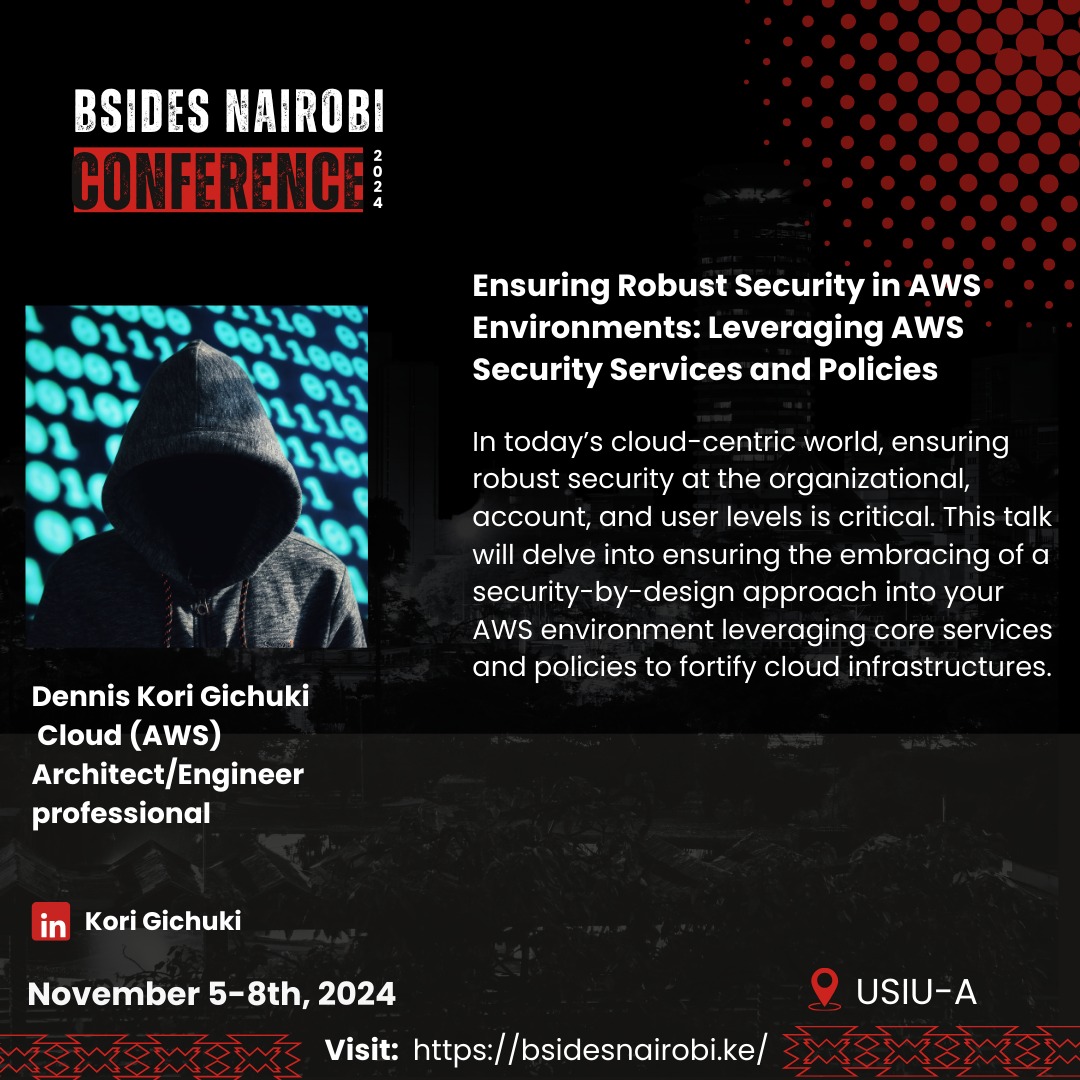 BSIDES NAIROBI
CONFERENCE
2024
Ensuring Robust Security in AWS
Environments: Leveraging AWS
Security Services and Policies
In today’s cloud-centric world, ensuring
robust security at the organizational,
account, and user levels is critical. This talk
will delve into ensuring the embracing of a
security-by-design approach into your
AWS environment leveraging core services
and policies to fortify cloud infrastructures.
Dennis Kori Gichuki
Cloud (AWS)
Architect/Engineer
professional
in Kori Gichuki
November 5-8th, 2024
USIU-A
Visit: https://bsidesnairobi.ke/